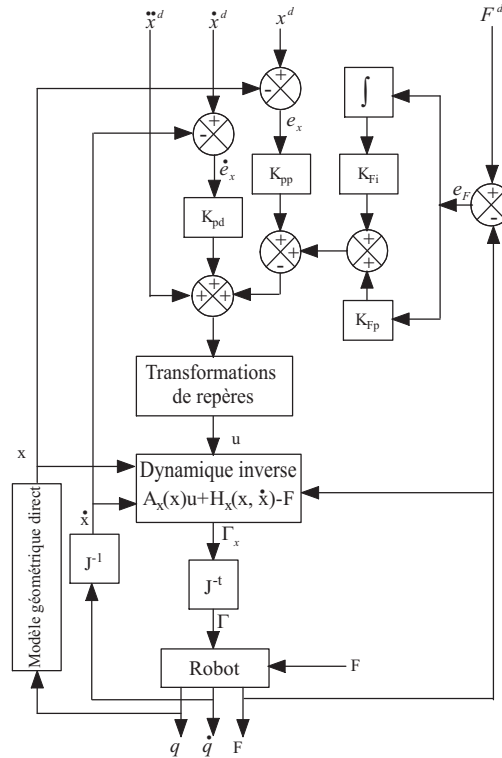 ẍ^d ẋ^d x^d F^d
+ - + - ∫
e_x
ė_x
K_pp K_Fi e_F + -
K_pd
+ - + +
+ + + K_Fp
Transformations
de repères
x u
Dynamique inverse
A_x(x)u+H_x(x, ẋ)-F
ẋ
Γ_x
Modèle géométrique direct
J^-1 J^-t
Γ
Robot F
q q̇ F